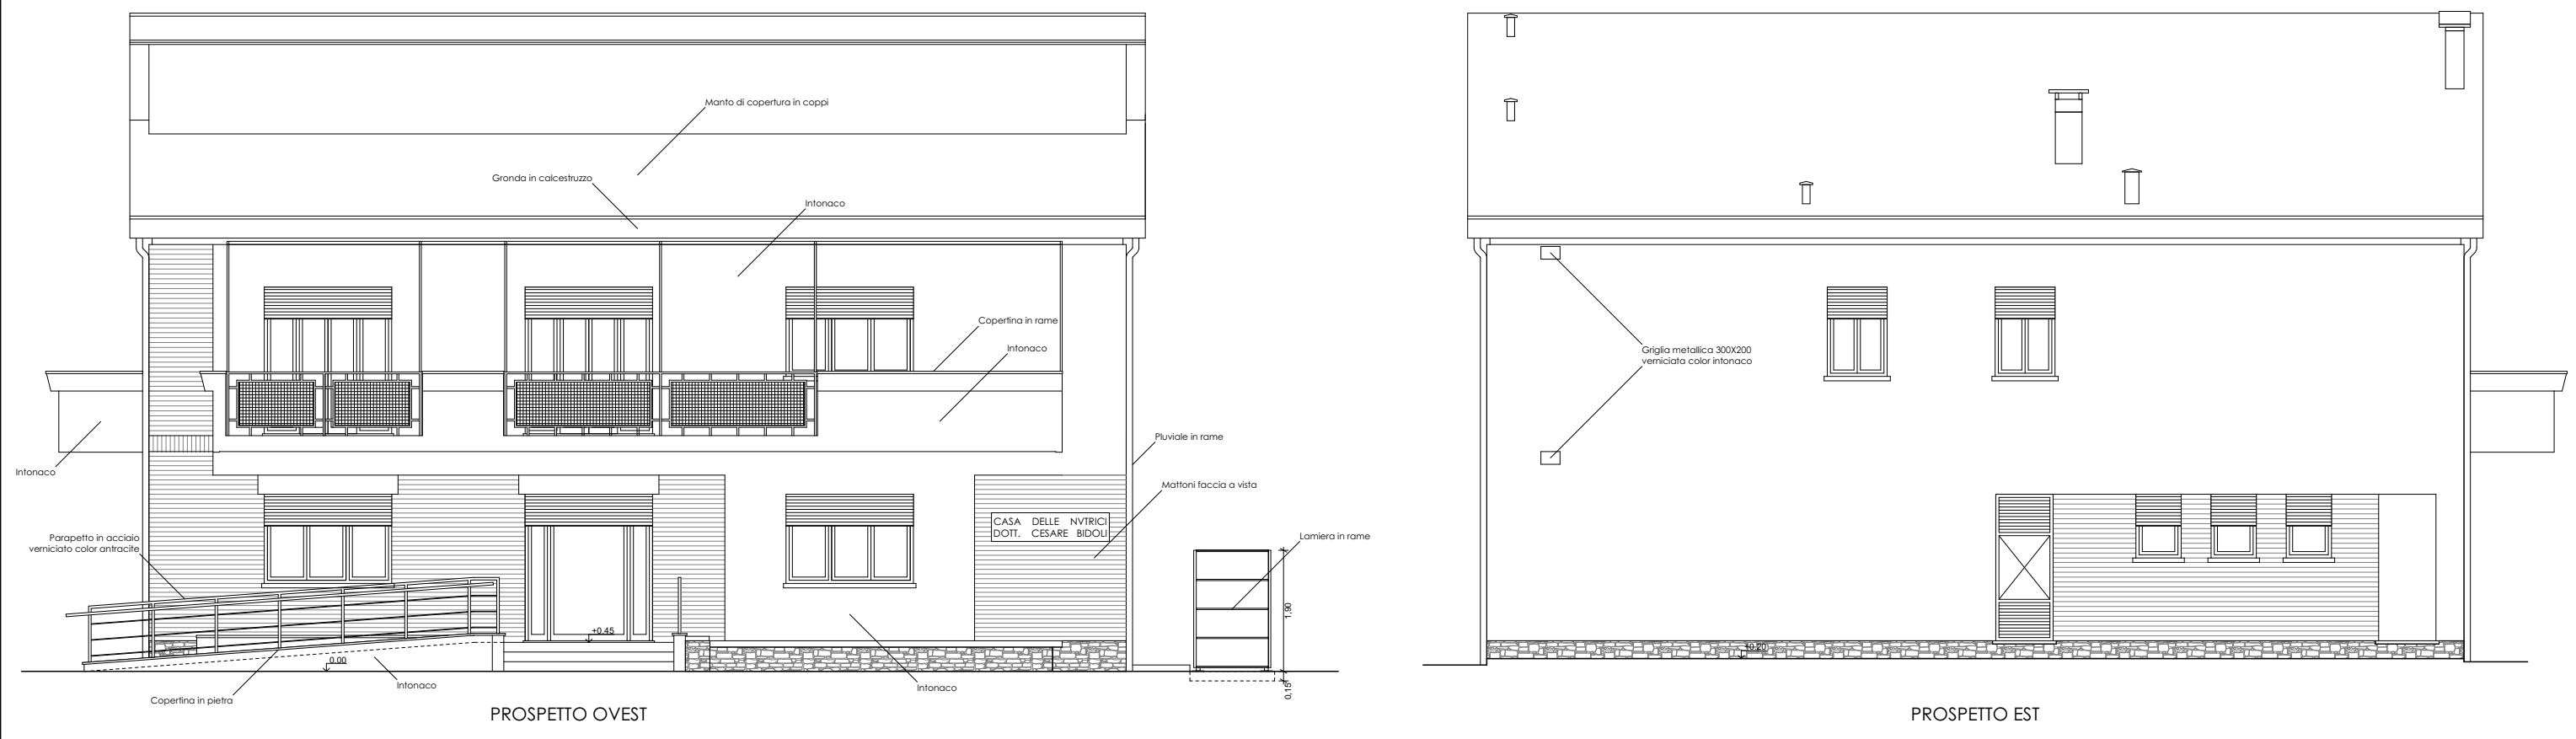 Manto di copertura in coppi
Gronda in calcestruzzo
Intonaco
Copertina in rame
Intonaco
Intonaco
Pluviale in rame
Mattoni faccia a vista
CASA DELLE NVTRICI
DOTT. CESARE BIDOLI
Parapetto in acciaio
verniciato color antracite
Lamiera in rame
1,90
+0.45
0.00
0,15
Intonaco
Intonaco
Copertina in pietra
PROSPETTO OVEST
Griglia metallica 300X200
verniciata color intonaco
+0.20
PROSPETTO EST